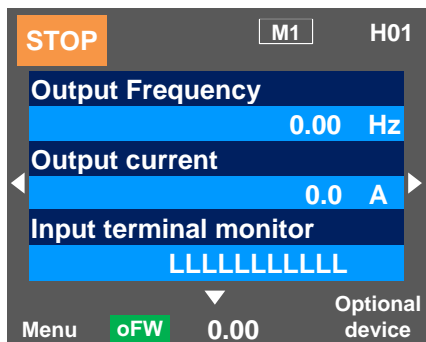 STOP M1 H01
Output Frequency
0.00 Hz
Output current
0.0 A
Input terminal monitor
LLLLLLLLLLL
Optional
Menu oFW 0.00 device